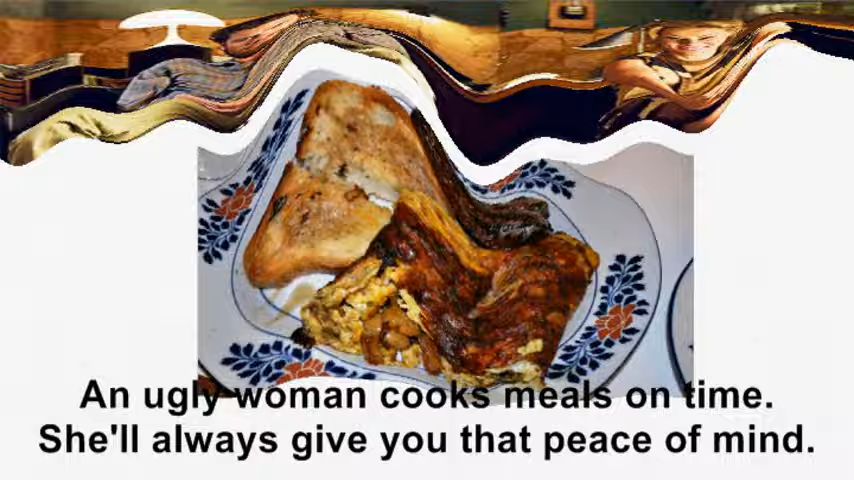 An ugly woman cooks meals on time.
She'll always give you that peace of mind.